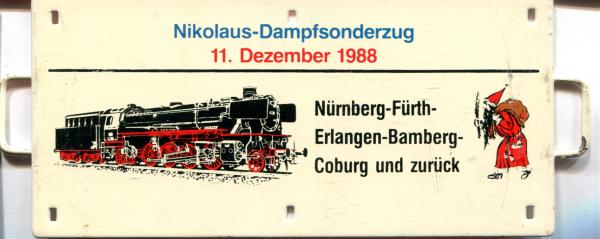 Nikolaus-Dampfsonderzug
11. Dezember 1988
Nürnberg-Fürth-
Erlangen-Bamberg-
Coburg und zurück